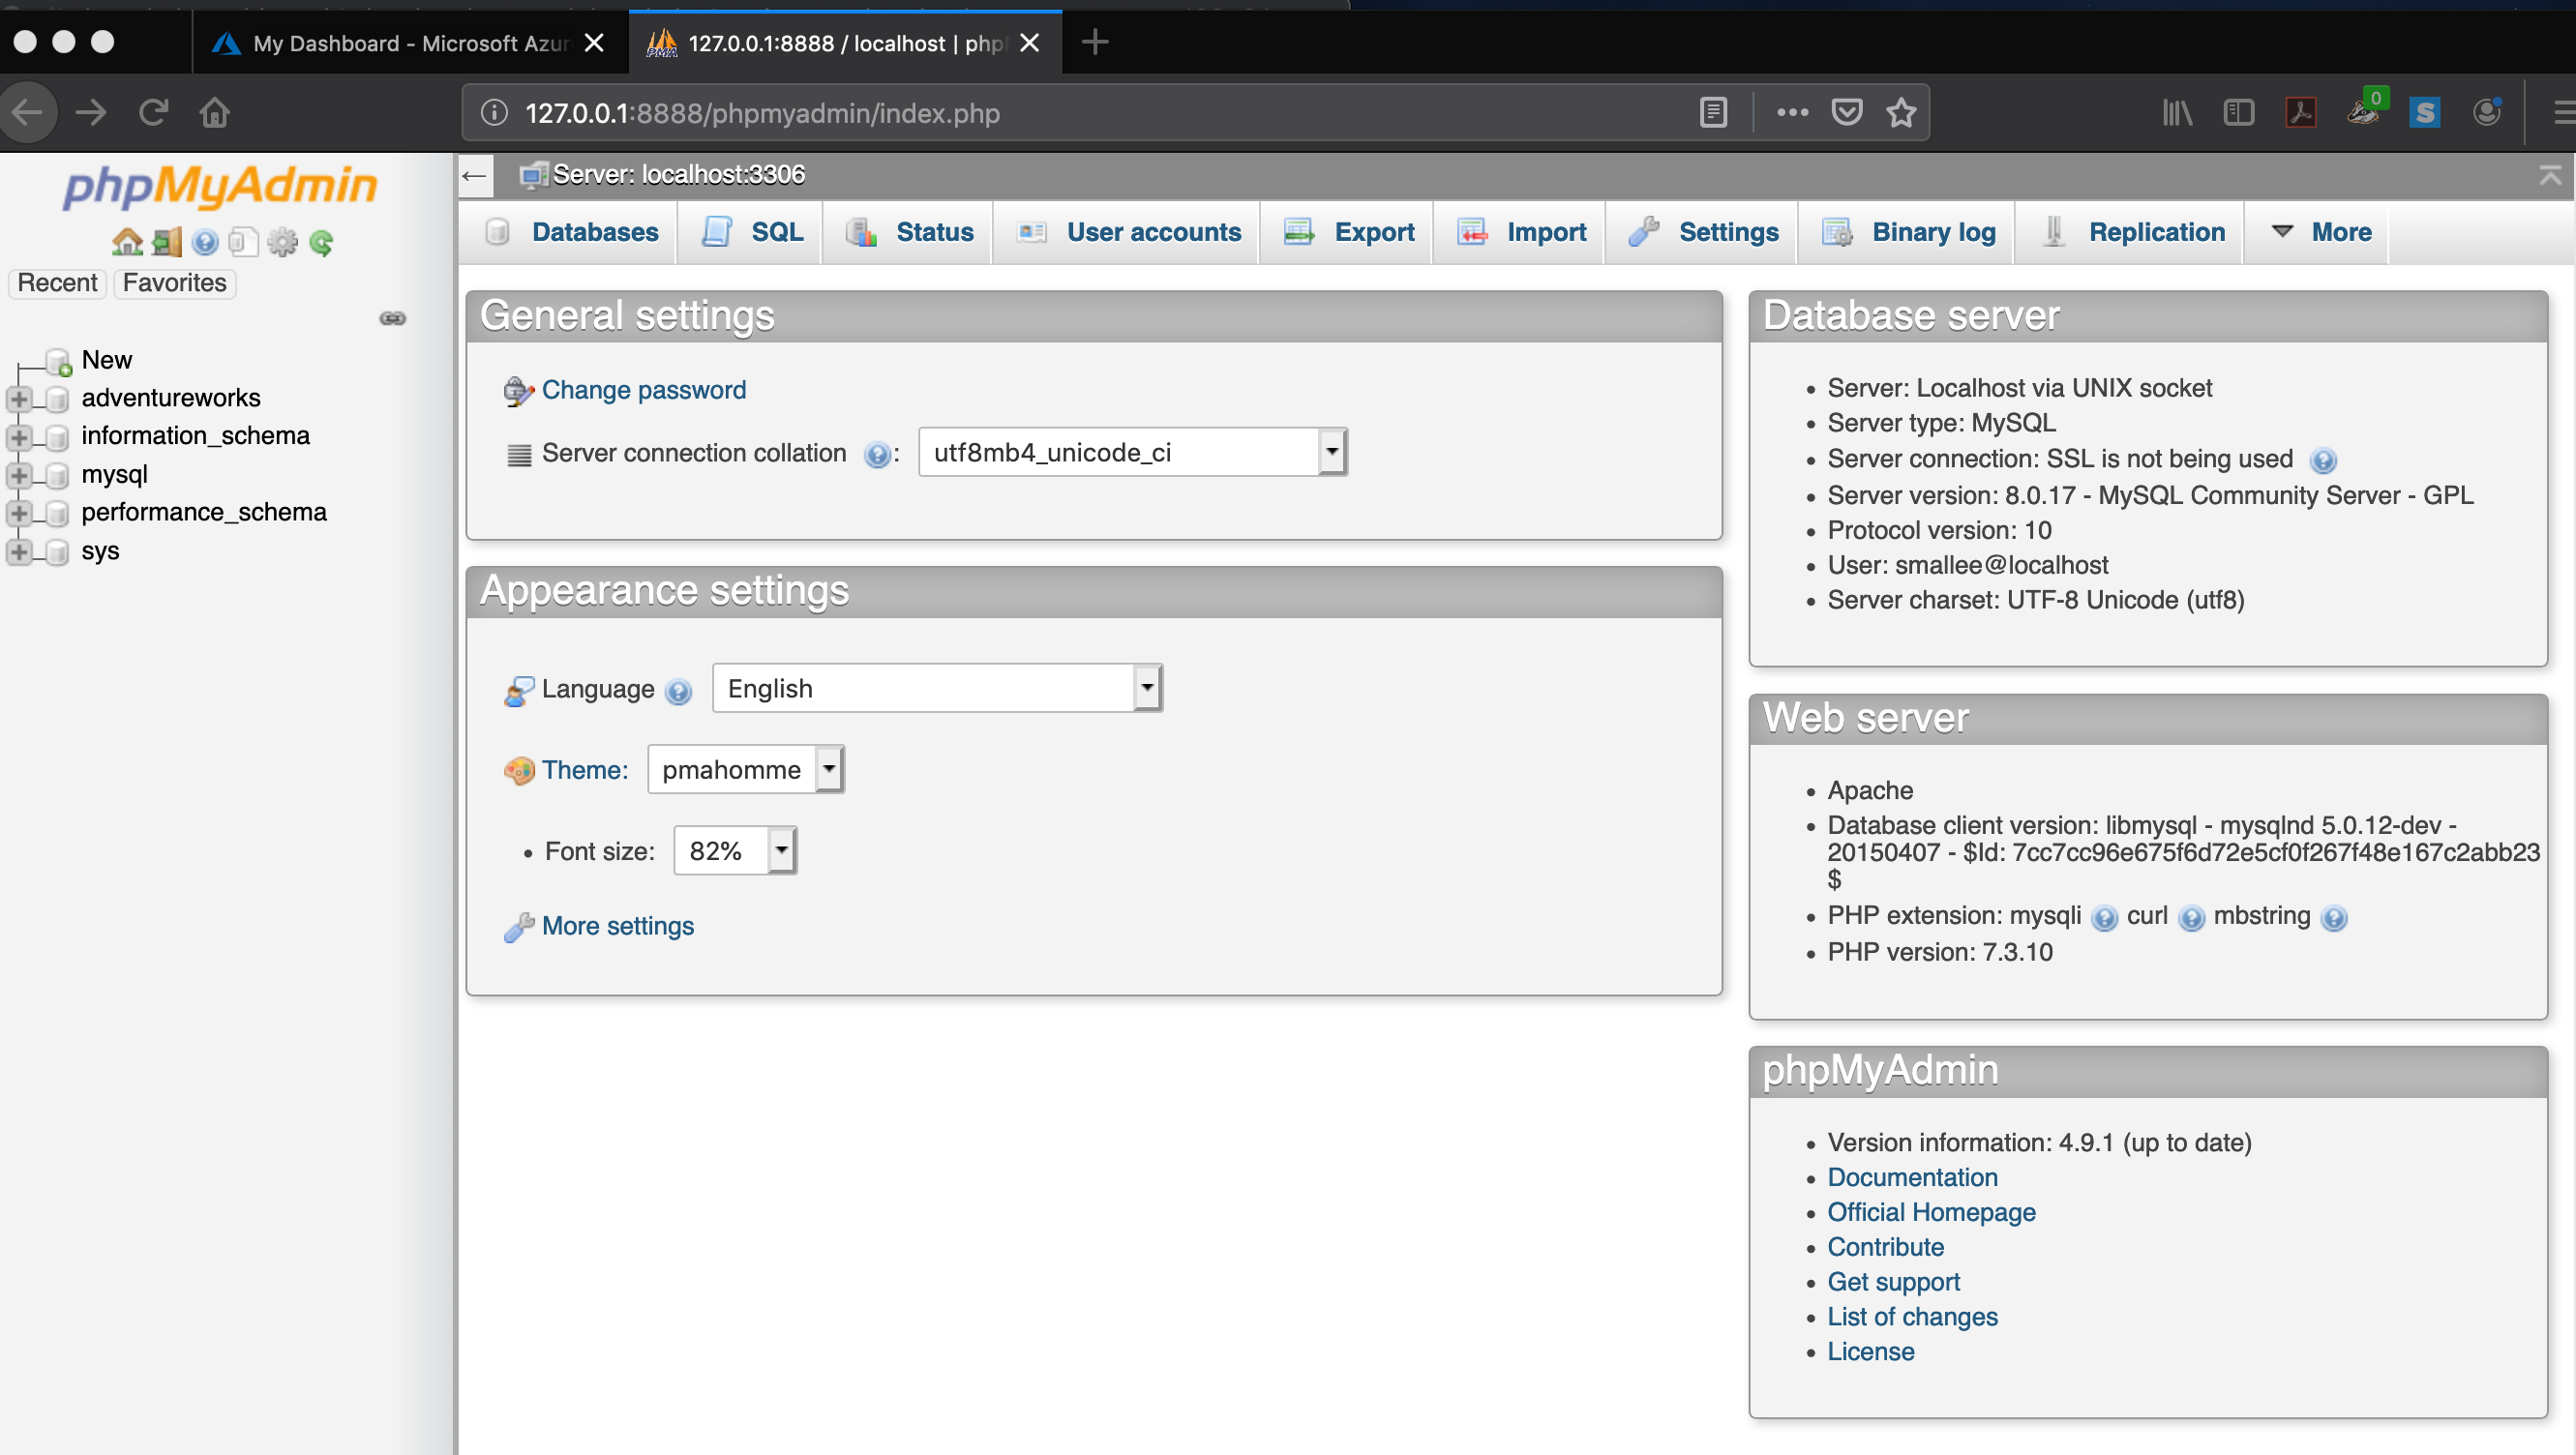 My Dashboard - Microsoft Azur
127.0.0.1:8888 / localhost | php
127.0.0.1:8888/phpmyadmin/index.php
0
S
phpMyAdmin
Recent Favorites
New
adventureworks
information_schema
mysql
performance_schema
sys
Server: localhost:3306
Databases SQL Status User accounts Export Import Settings Binary log Replication More
General settings
Change password
Server connection collation : utf8mb4_unicode_ci
Appearance settings
Language English
Theme: pmahomme
Font size: 82%
More settings
Database server
Server: Localhost via UNIX socket
Server type: MySQL
Server connection: SSL is not being used
Server version: 8.0.17 - MySQL Community Server - GPL
Protocol version: 10
User: smallee@localhost
Server charset: UTF-8 Unicode (utf8)
Web server
Apache
Database client version: libmysql - mysqlnd 5.0.12-dev -
20150407 - $Id: 7cc7cc96e675f6d72e5cf0f267f48e167c2abb23
$
PHP extension: mysqli curl mbstring
PHP version: 7.3.10
phpMyAdmin
Version information: 4.9.1 (up to date)
Documentation
Official Homepage
Contribute
Get support
List of changes
License